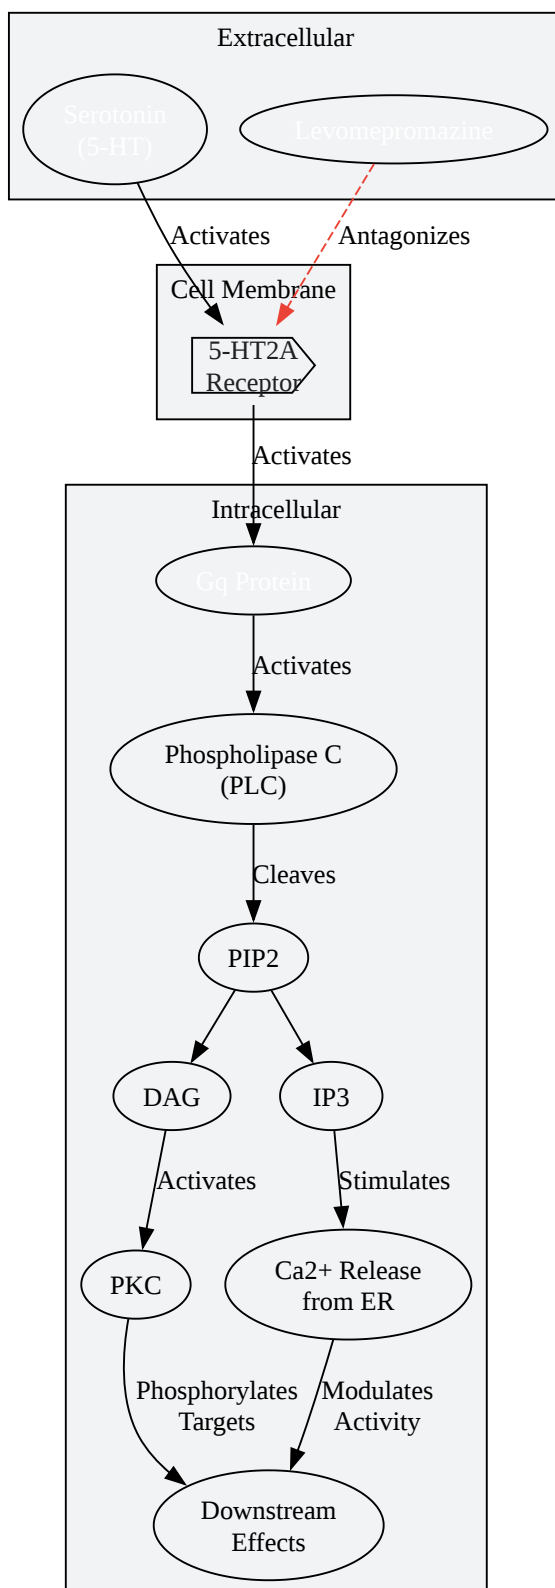 Extracellular
Serotonin
(5-HT)
Levomepromazine
Activates
Antagonizes
Cell Membrane
5-HT2A
Receptor
Activates
Intracellular
Gq Protein
Activates
Phospholipase C
(PLC)
Cleaves
PIP2
DAG
IP3
Activates
Stimulates
PKC
Ca2+ Release
from ER
Phosphorylates
Targets
Modulates
Activity
Downstream
Effects